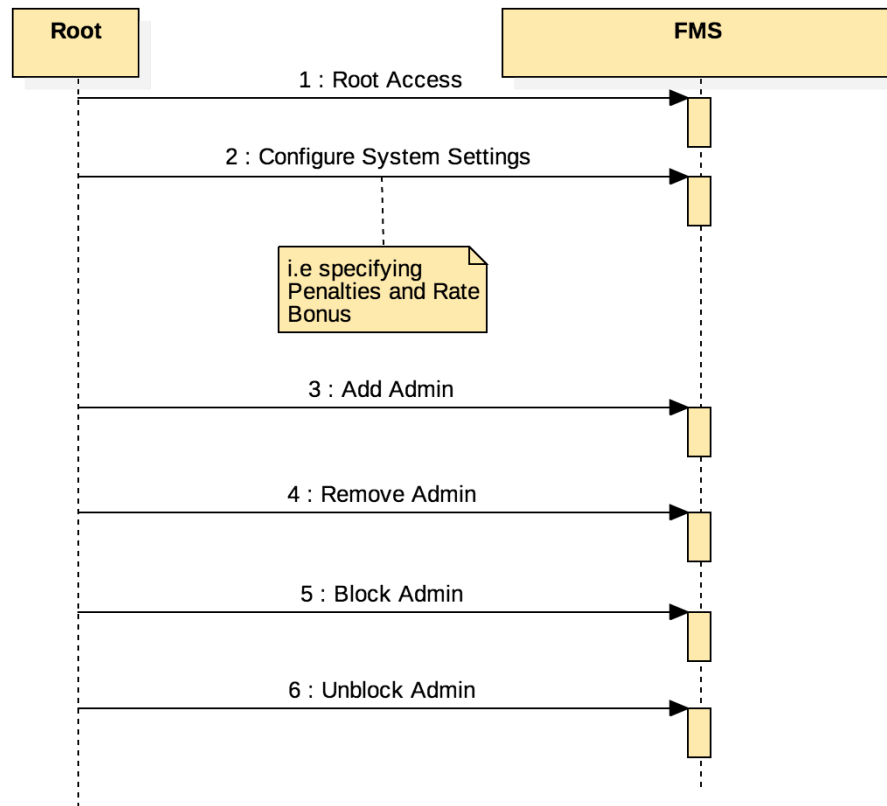 Root
FMS
1 : Root Access
2 : Configure System Settings
i.e specifying
Penalties and Rate
Bonus
3 : Add Admin
4 : Remove Admin
5 : Block Admin
6 : Unblock Admin